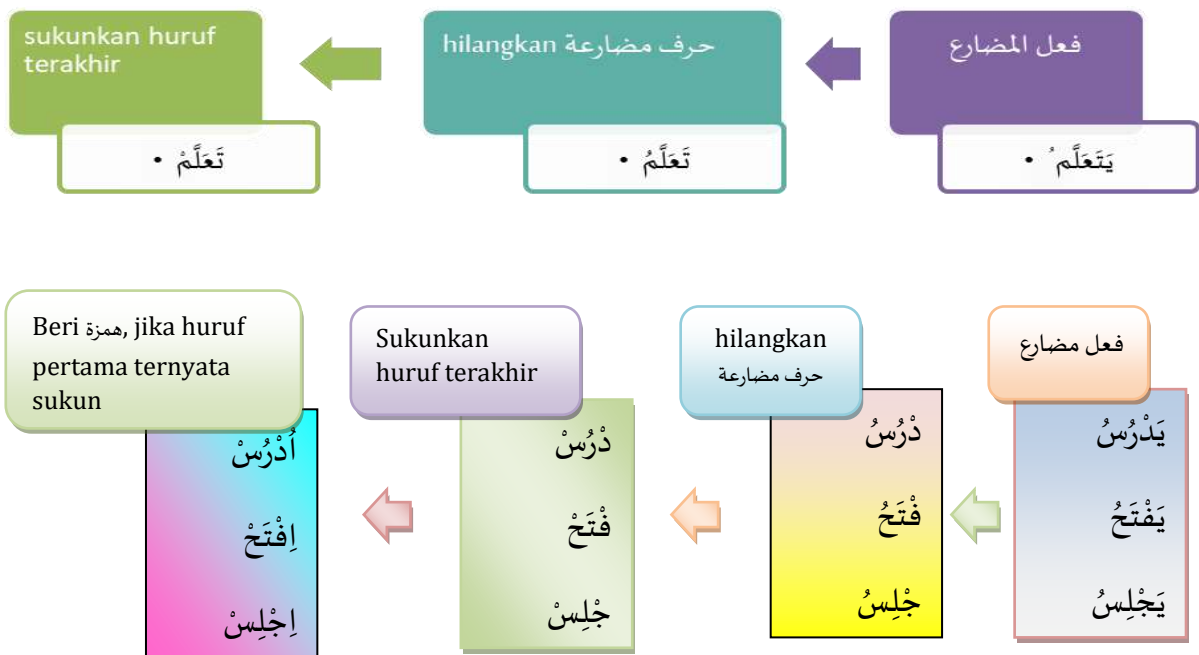 فعل المضارع
hilangkan حرف مضارعة
sukunkan huruf
terakhir
• يَتَعَلَّم ُ
• تَعَلَّمُ
• تَعَلَّمْ
فعل مضارع
hilangkan
حرف مضارعة
Sukunkan
huruf terakhir
Beri همزة, jika huruf
pertama ternyata
sukun
يَدْرُسُ
يَفْتَحُ
يَجْلِسُ
دْرُسُ
فْتَحُ
جْلِسُ
دْرُسْ
فْتَحْ
جْلِسْ
اُدْرُسْ
اِفْتَحْ
اِجْلِسْ